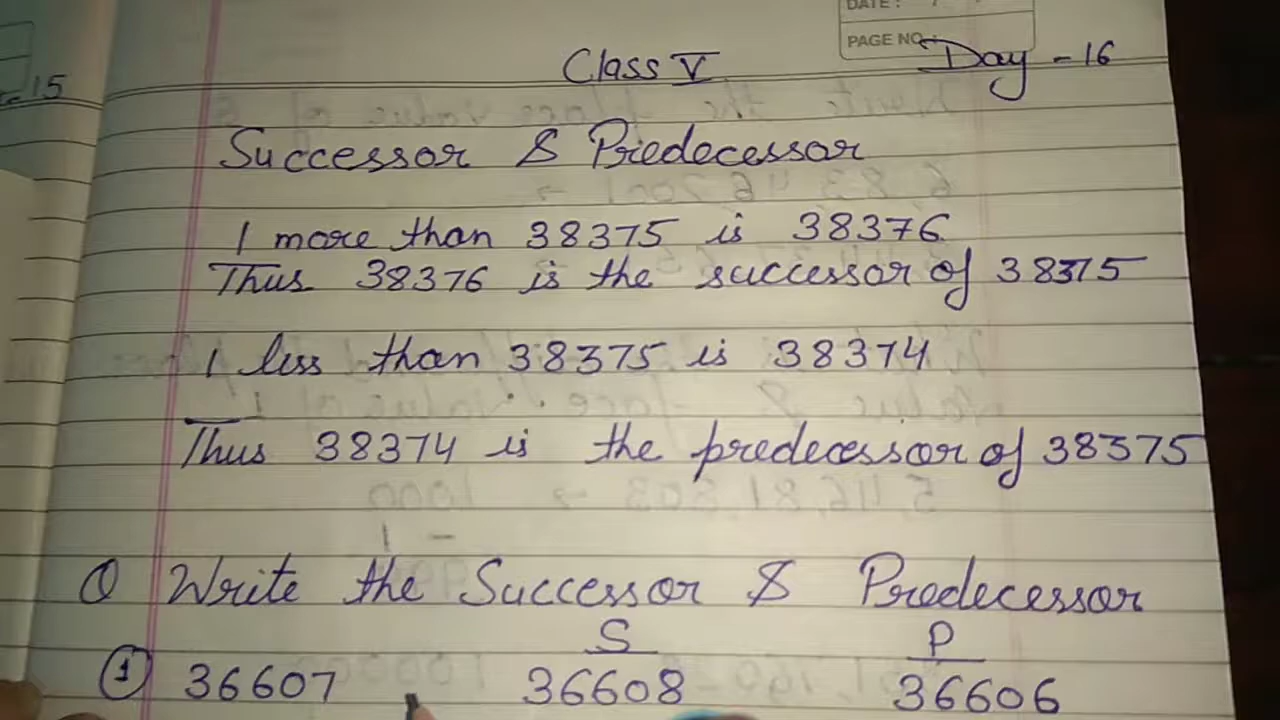 DATE:
PAGE NO.:
15
Class V Day - 16
Successor & Predecessor
1 more than 38375 is 38376
Thus 38376 is the successor of 38375
1 less than 38375 is 38374
Thus 38374 is the predecessor of 38375
Q Write the Successor & Predecessor
S P
1 36607 36608 36606